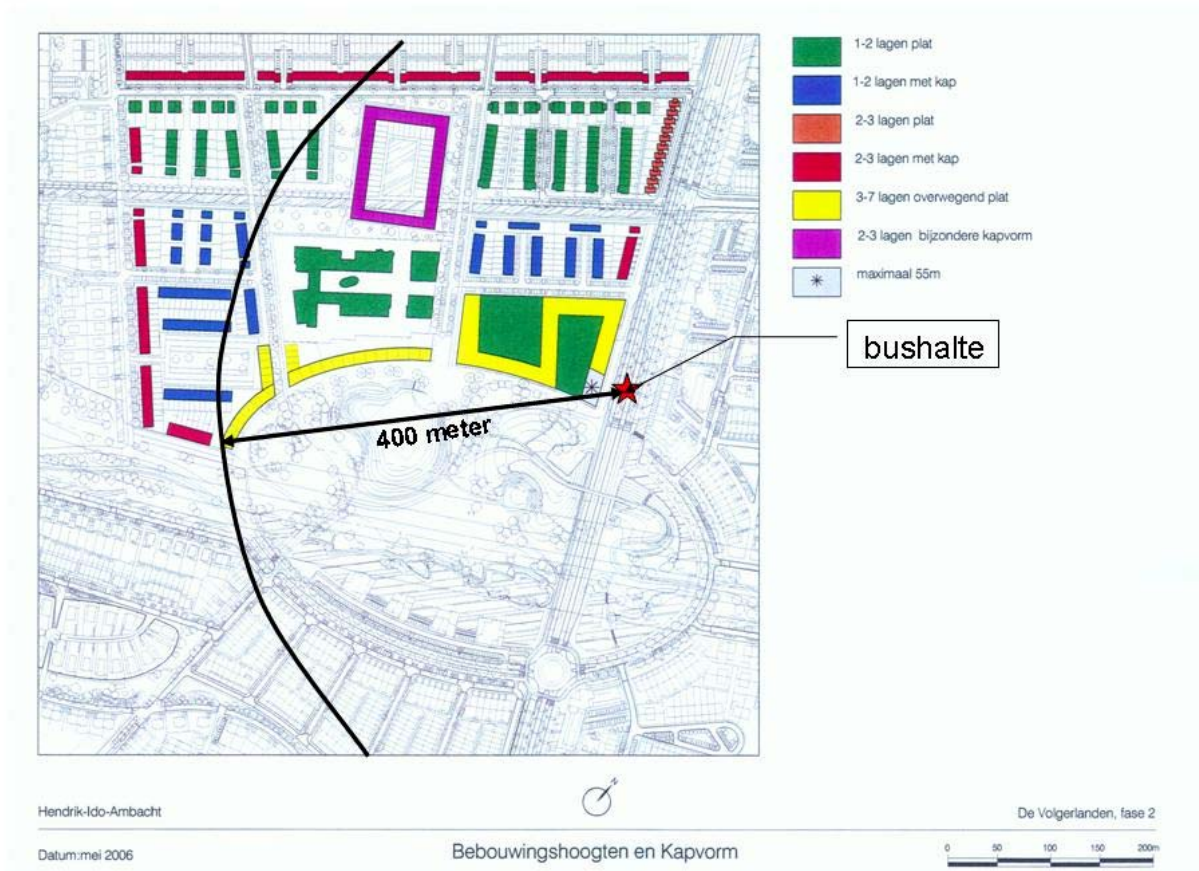 1-2 lagen plat
1-2 lagen met kap
2-3 lagen plat
2-3 lagen met kap
3-7 lagen overwegend plat
2-3 lagen bijzondere kapvorm
* maximaal 55m
bushalte
400 meter
N
Hendrik-Ido-Ambacht
De Volgerlanden, fase 2
Datum:mei 2006
Bebouwingshoogten en Kapvorm
0 50 100 150 200m